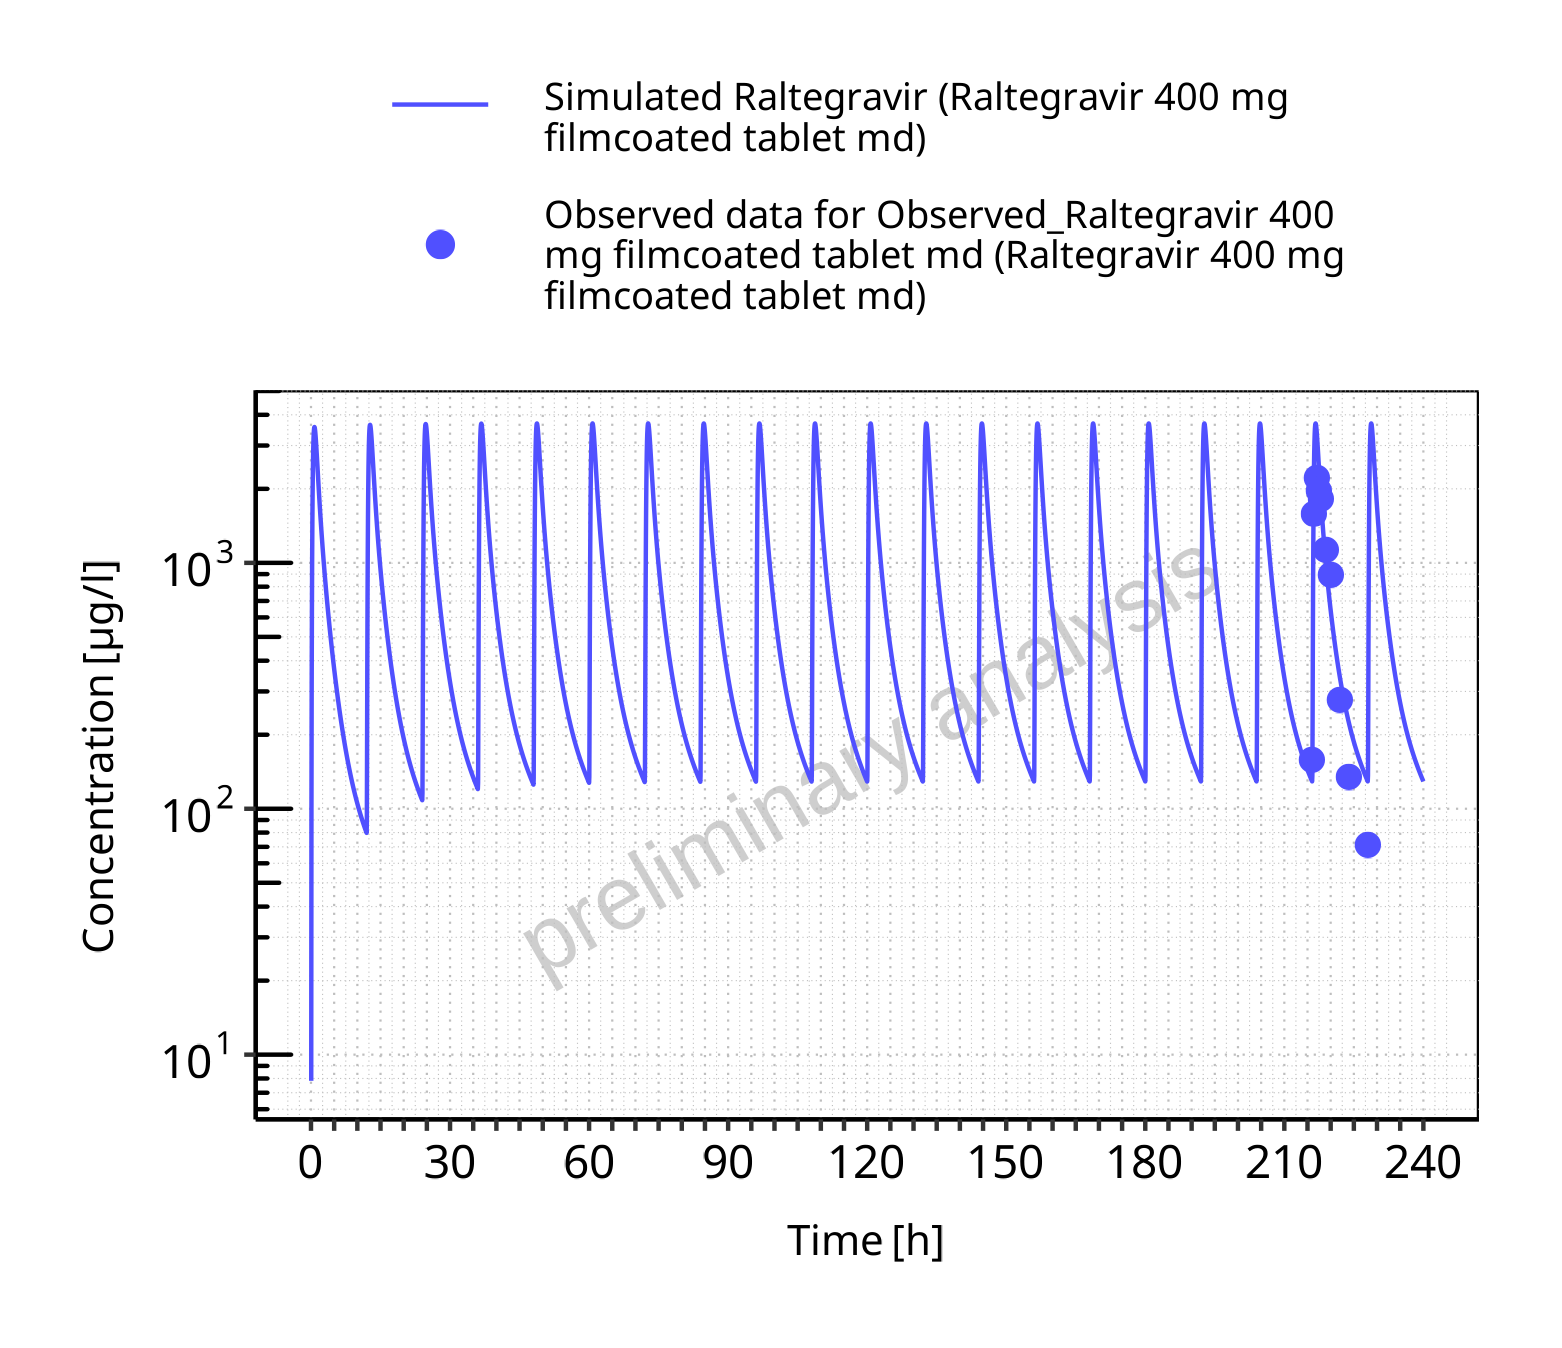 Simulated Raltegravir (Raltegravir 400 mg
filmcoated tablet md)
Observed data for Observed_Raltegravir 400
mg filmcoated tablet md (Raltegravir 400 mg
filmcoated tablet md)
10³
10²
10¹
Concentration [µg/l]
preliminary analysis
0 30 60 90 120 150 180 210 240
Time [h]